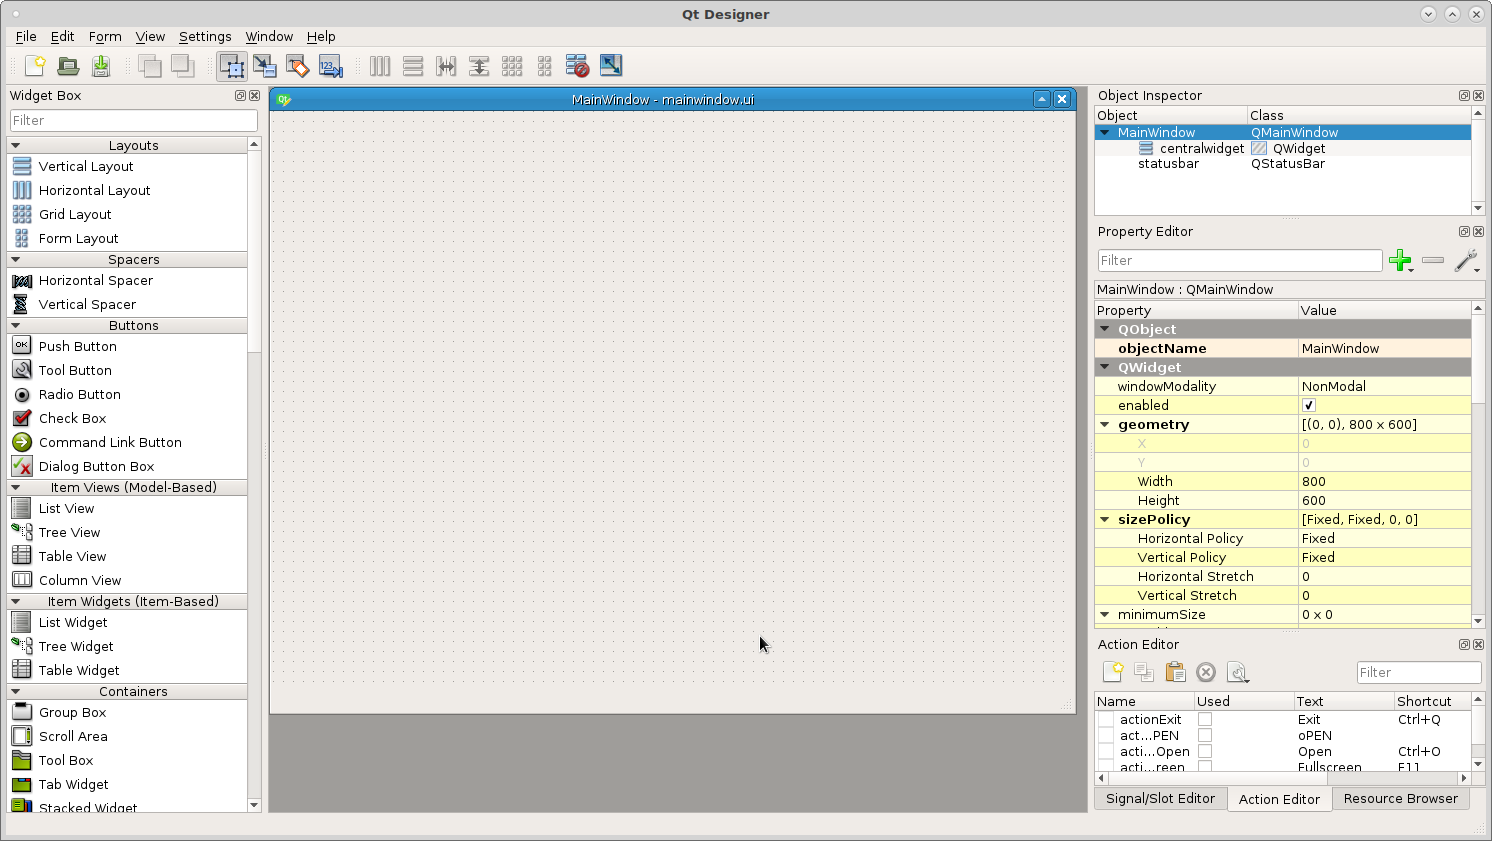 Qt Designer
File Edit Form View Settings Window Help
Widget Box
Filter
Layouts
Vertical Layout
Horizontal Layout
Grid Layout
Form Layout
Spacers
Horizontal Spacer
Vertical Spacer
Buttons
OK Push Button
Tool Button
Radio Button
Check Box
Command Link Button
Dialog Button Box
Item Views (Model-Based)
List View
Tree View
Table View
Column View
Item Widgets (Item-Based)
List Widget
Tree Widget
Table Widget
Containers
Group Box
Scroll Area
Tool Box
Tab Widget
Stacked Widget
MainWindow - mainwindow.ui
Object Inspector
Object Class
MainWindow QMainWindow
centralwidget QWidget
statusbar QStatusBar
Property Editor
Filter
MainWindow : QMainWindow
Property Value
QObject
objectName MainWindow
QWidget
windowModality NonModal
enabled
geometry [(0, 0), 800 x 600]
X 0
Y 0
Width 800
Height 600
sizePolicy [Fixed, Fixed, 0, 0]
Horizontal Policy Fixed
Vertical Policy Fixed
Horizontal Stretch 0
Vertical Stretch 0
minimumSize 0 x 0
Action Editor
Filter
Name Used Text Shortcut
actionExit Exit Ctrl+Q
act...PEN oPEN
acti...Open Open Ctrl+O
acti...reen Fullscreen F11
Signal/Slot Editor Action Editor Resource Browser